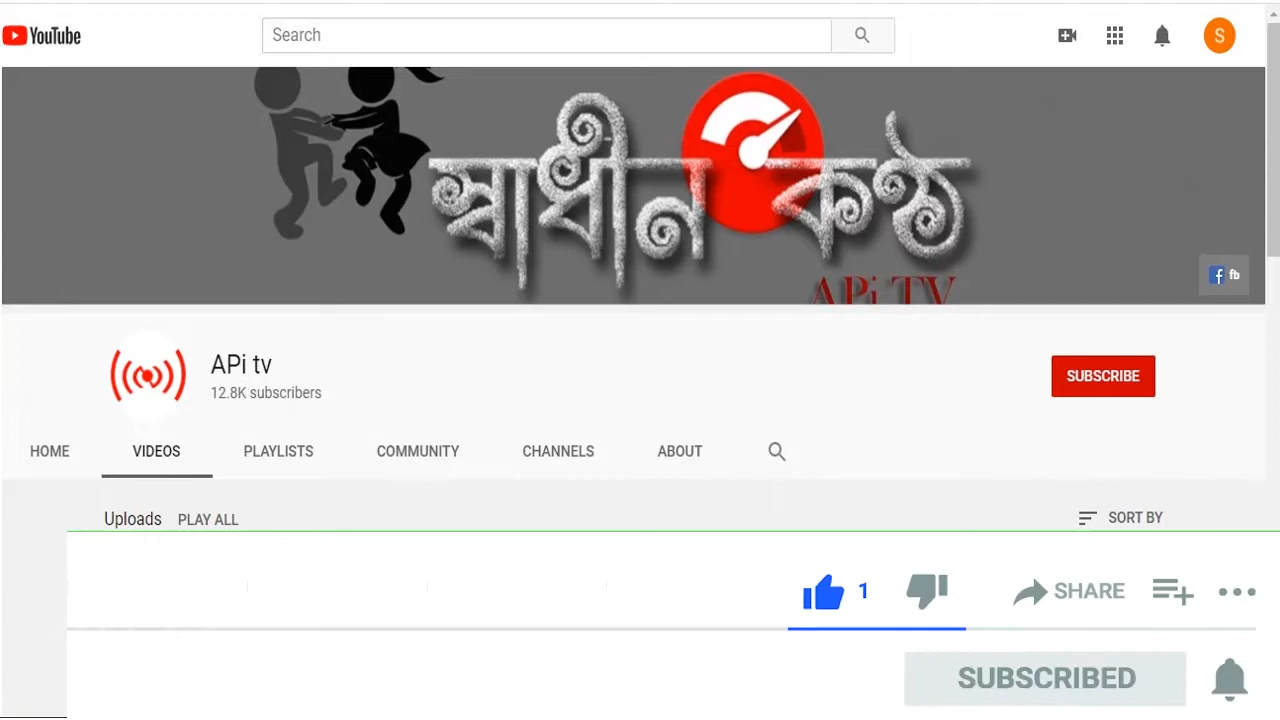 YouTube
Search
S
স্বাধীন কণ্ঠ
APi TV
fb
APi tv
12.8K subscribers
SUBSCRIBE
HOME VIDEOS PLAYLISTS COMMUNITY CHANNELS ABOUT
Uploads PLAY ALL SORT BY
1 SHARE
SUBSCRIBED